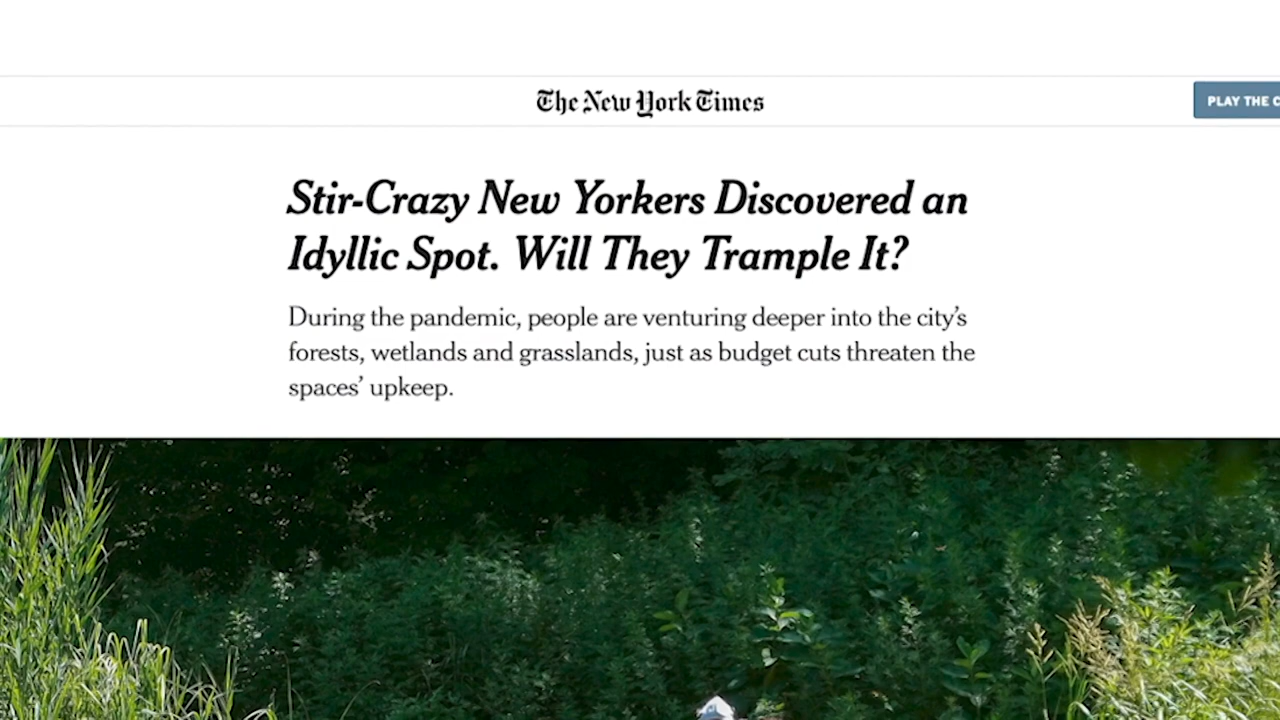 The New York Times
PLAY THE
Stir-Crazy New Yorkers Discovered an
Idyllic Spot. Will They Trample It?
During the pandemic, people are venturing deeper into the city's
forests, wetlands and grasslands, just as budget cuts threaten the
spaces' upkeep.